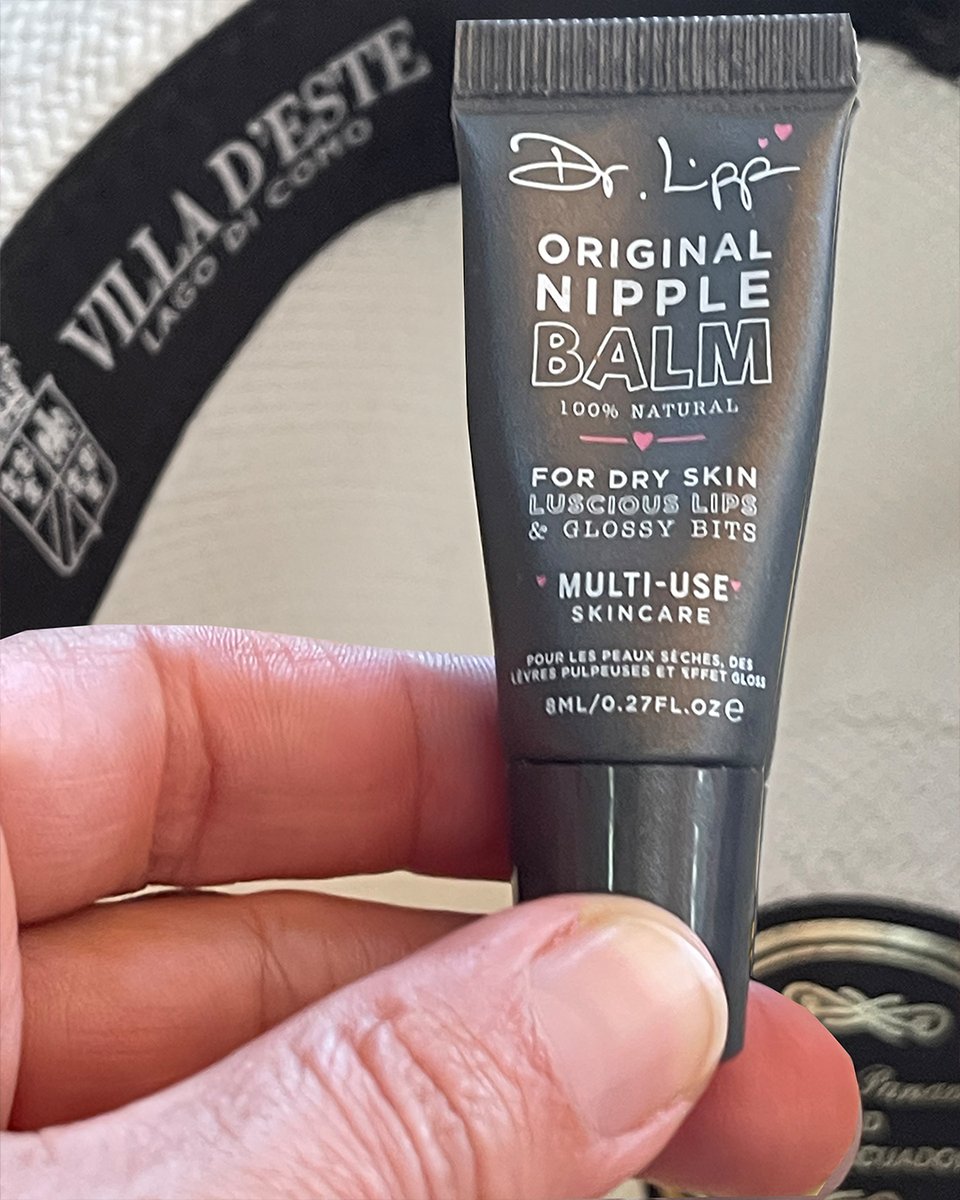 VILLA D'ESTE
LAGO DI COMO
Dr. Lipp
ORIGINAL
NIPPLE
BALM
100% NATURAL
FOR DRY SKIN
LUSCIOUS LIPS
& GLOSSY BITS
MULTI-USE
SKINCARE
POUR LES PEAUX SÈCHES, DES
LÈVRES PULPEUSES ET EFFET GLOSS
8ML/0.27FL.OZ e